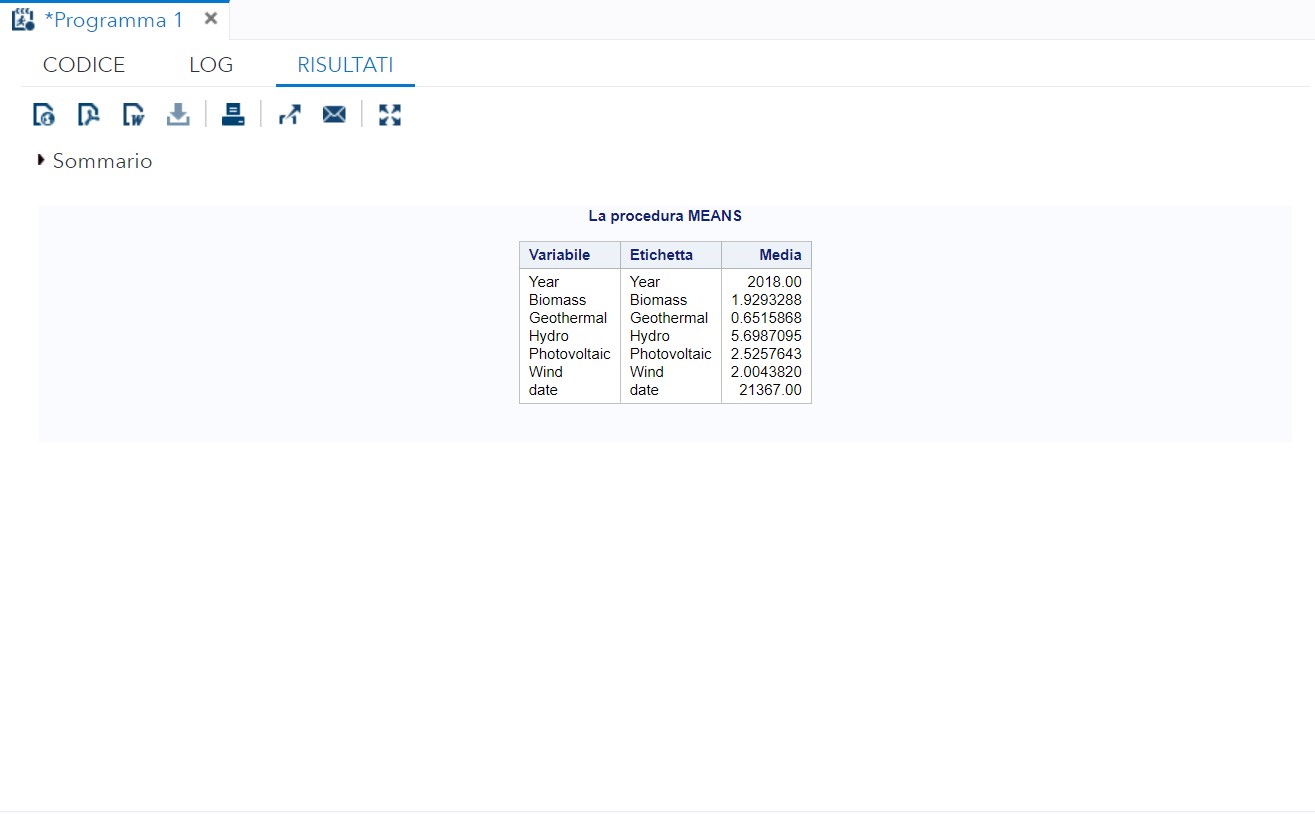 *Programma 1
CODICE LOG RISULTATI
Sommario
La procedura MEANS
Variabile Etichetta Media
Year Year 2018.00
Biomass Biomass 1.9293288
Geothermal Geothermal 0.6515868
Hydro Hydro 5.6987095
Photovoltaic Photovoltaic 2.5257643
Wind Wind 2.0043820
date date 21367.00